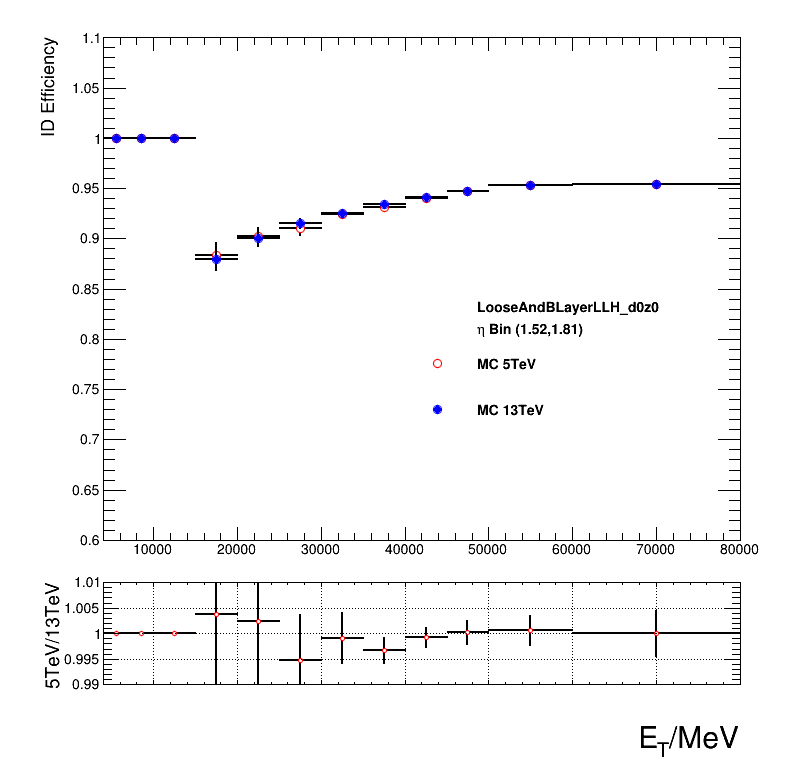 ID Efficiency
1.1
1.05
1
0.95
0.9
0.85
0.8
0.75
0.7
0.65
0.6
LooseAndBLayerLLH_d0z0
η Bin (1.52,1.81)
MC 5TeV
MC 13TeV
10000 20000 30000 40000 50000 60000 70000 80000
5TeV/13TeV
1.01
1.005
1
0.995
0.99
E_T/MeV